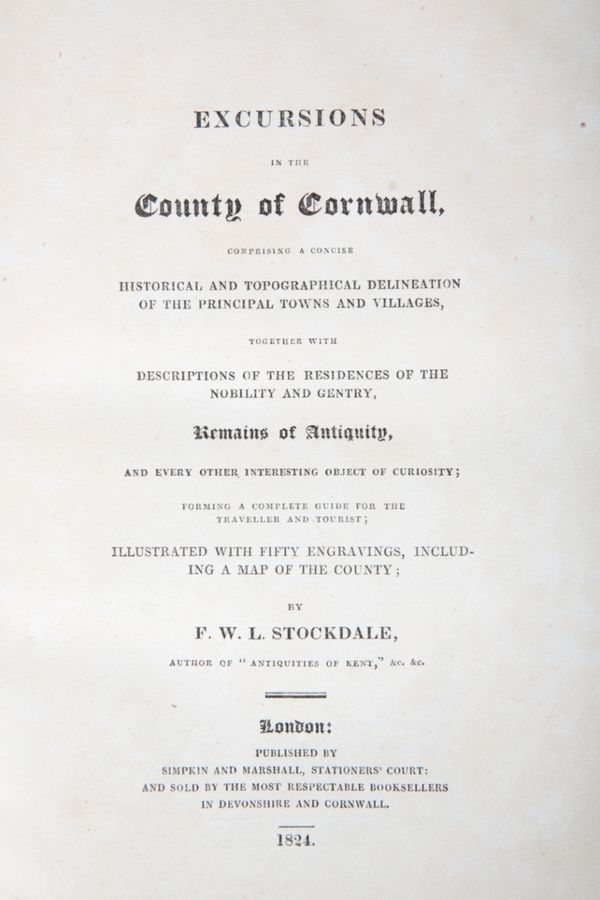 EXCURSIONS
IN THE
County of Cornwall,
COMPRISING A CONCISE
HISTORICAL AND TOPOGRAPHICAL DELINEATION
OF THE PRINCIPAL TOWNS AND VILLAGES,
TOGETHER WITH
DESCRIPTIONS OF THE RESIDENCES OF THE
NOBILITY AND GENTRY,
Remains of Antiquity,
AND EVERY OTHER INTERESTING OBJECT OF CURIOSITY;
FORMING A COMPLETE GUIDE FOR THE
TRAVELLER AND TOURIST;
ILLUSTRATED WITH FIFTY ENGRAVINGS, INCLUD-
ING A MAP OF THE COUNTY;
BY
F. W. L. STOCKDALE,
AUTHOR OF "ANTIQUITIES OF KENT," &c. &c.
London:
PUBLISHED BY
SIMPKIN AND MARSHALL, STATIONERS' COURT:
AND SOLD BY THE MOST RESPECTABLE BOOKSELLERS
IN DEVONSHIRE AND CORNWALL.
1824.